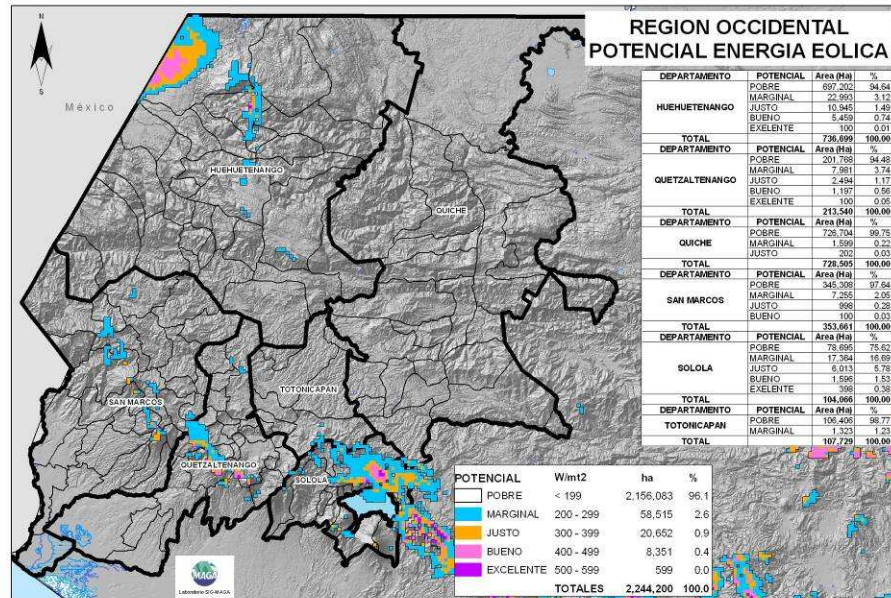 REGION OCCIDENTAL
POTENCIAL ENERGIA EOLICA
DEPARTAMENTO POTENCIAL Area (Ha) %
HUEHUETENANGO
POBRE 697,202 94.64
MARGINAL 22,993 3.12
JUSTO 10,945 1.49
BUENO 5,459 0.74
EXELENTE 100 0.01
TOTAL 736,699 100.00
DEPARTAMENTO POTENCIAL Area (Ha) %
QUETZALTENANGO
POBRE 201,768 94.48
MARGINAL 7,981 3.74
JUSTO 2,494 1.17
BUENO 1,197 0.56
EXELENTE 100 0.05
TOTAL 213,540 100.00
DEPARTAMENTO POTENCIAL Area (Ha) %
QUICHE
POBRE 726,704 99.75
MARGINAL 1,599 0.22
JUSTO 202 0.03
TOTAL 728,505 100.00
DEPARTAMENTO POTENCIAL Area (Ha) %
SAN MARCOS
POBRE 345,308 97.64
MARGINAL 7,255 2.05
JUSTO 998 0.28
BUENO 100 0.03
TOTAL 353,661 100.00
DEPARTAMENTO POTENCIAL Area (Ha) %
SOLOLA
POBRE 78,695 75.62
MARGINAL 17,364 16.69
JUSTO 6,013 5.78
BUENO 1,596 1.53
EXELENTE 398 0.38
TOTAL 104,066 100.00
DEPARTAMENTO POTENCIAL Area (Ha) %
TOTONICAPAN
POBRE 106,406 98.77
MARGINAL 1,323 1.23
TOTAL 107,729 100.00
N
S
México
HUEHUETENANGO
QUICHE
TOTONICAPAN
SAN MARCOS
QUETZALTENANGO
SOLOLA
POTENCIAL W/mt2 ha %
POBRE < 199 2,156,083 96.1
MARGINAL 200 - 299 58,515 2.6
JUSTO 300 - 399 20,652 0.9
BUENO 400 - 499 8,351 0.4
EXCELENTE 500 - 599 599 0.0
TOTALES 2,244,200 100.0
MAGA
Laboratorio SIG-MAGA